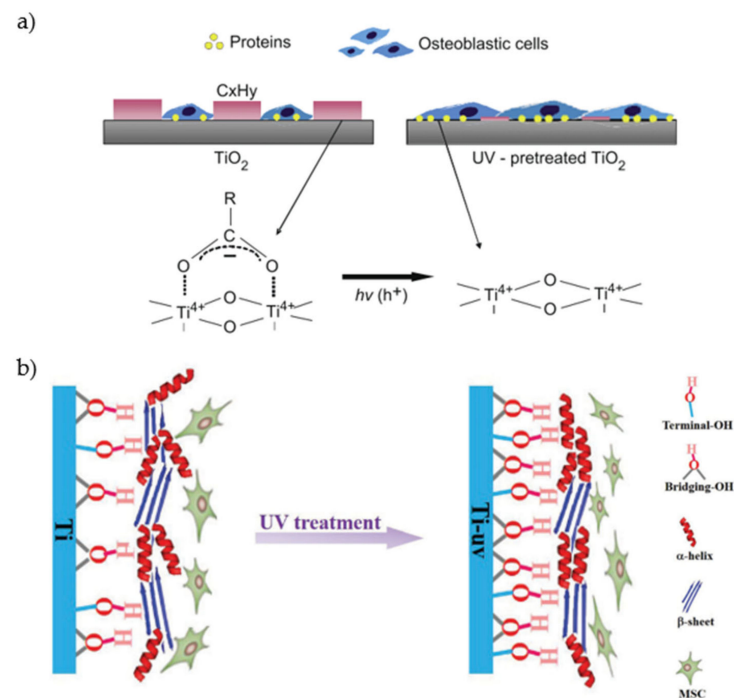 a)
Proteins
Osteoblastic cells
CxHy
TiO2
UV - pretreated TiO2
R
C
O
O
Ti4+
O
Ti4+
O
hv (h+)
Ti4+
O
Ti4+
O
b)
Ti
O H
O H
O H
O H
O H
O H
UV treatment
Ti-uv
O H
O H
O H
O H
O H
O H
O H
O H
H
O
Terminal-OH
H
O
Bridging-OH
α-helix
β-sheet
MSC